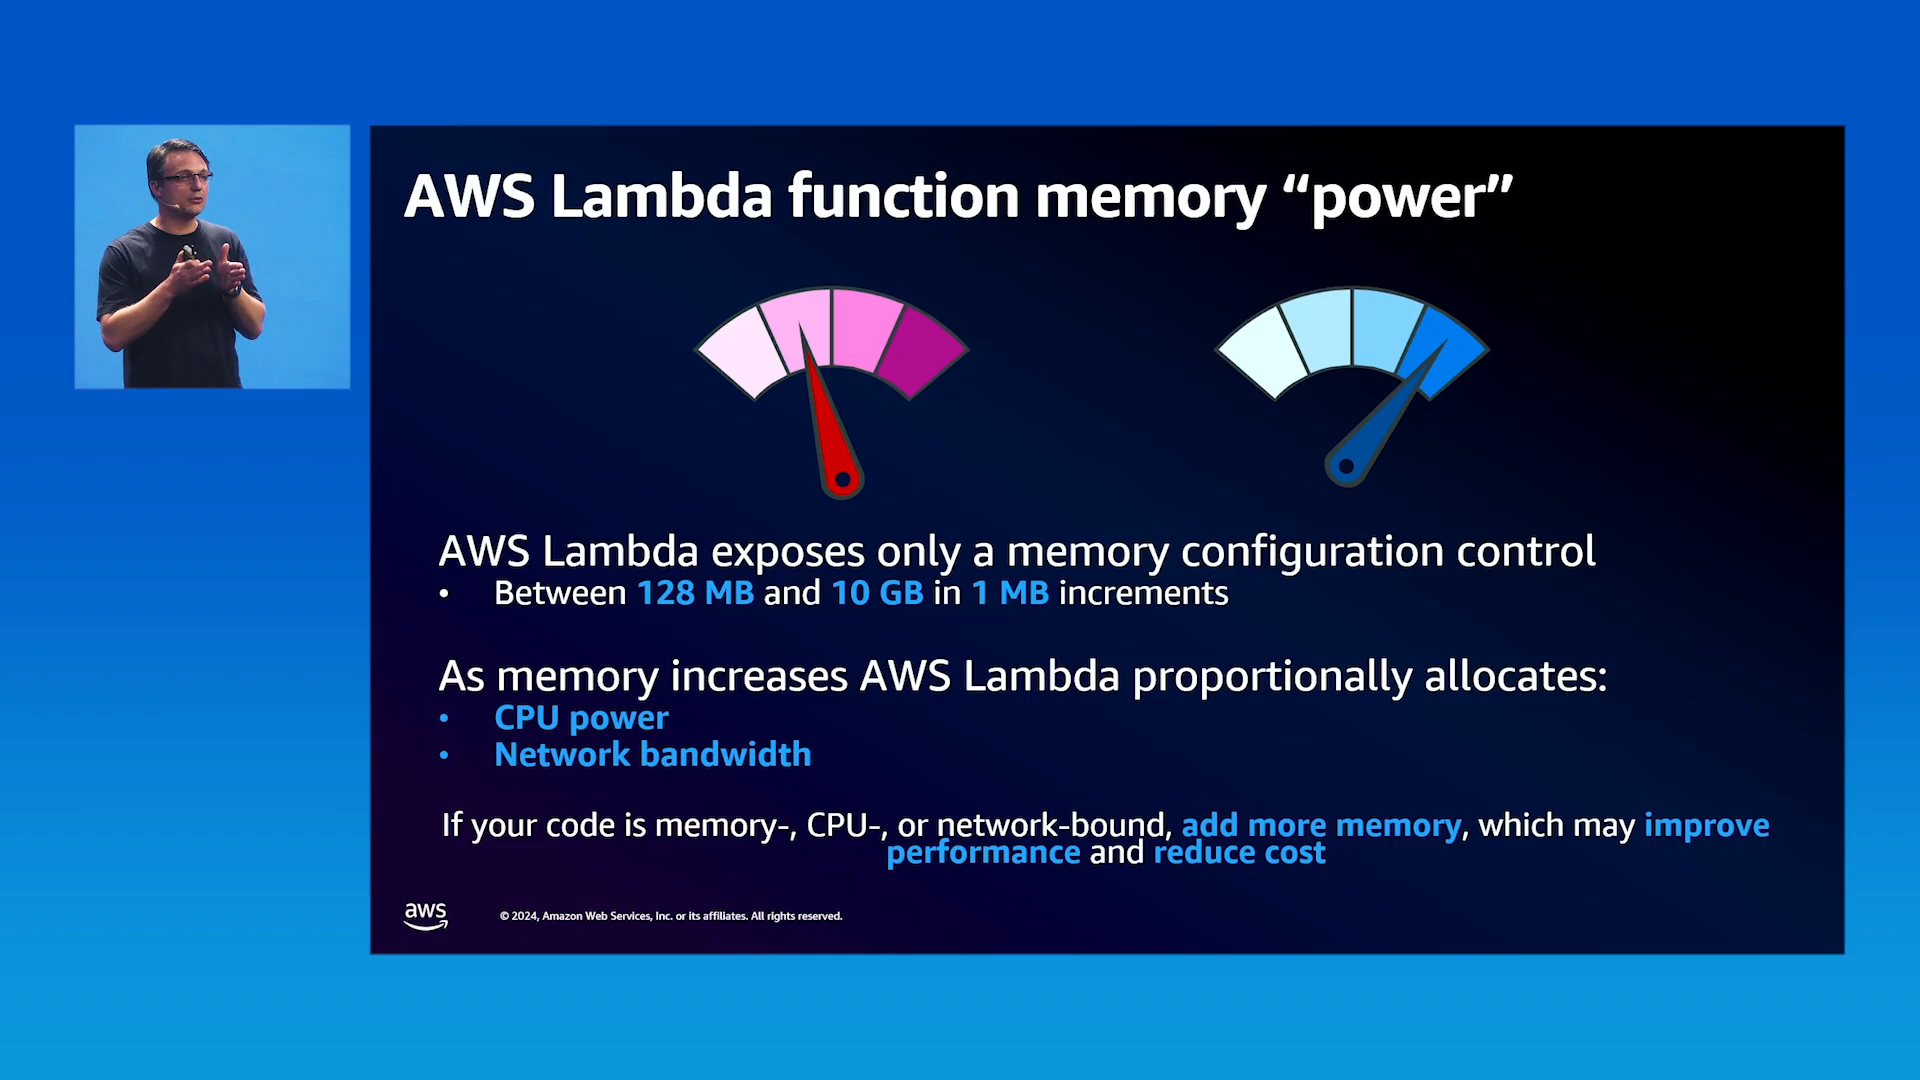 AWS Lambda function memory “power”
AWS Lambda exposes only a memory configuration control
• Between 128 MB and 10 GB in 1 MB increments
As memory increases AWS Lambda proportionally allocates:
• CPU power
• Network bandwidth
If your code is memory-, CPU-, or network-bound, add more memory, which may improve
performance and reduce cost
aws
© 2024, Amazon Web Services, Inc. or its affiliates. All rights reserved.